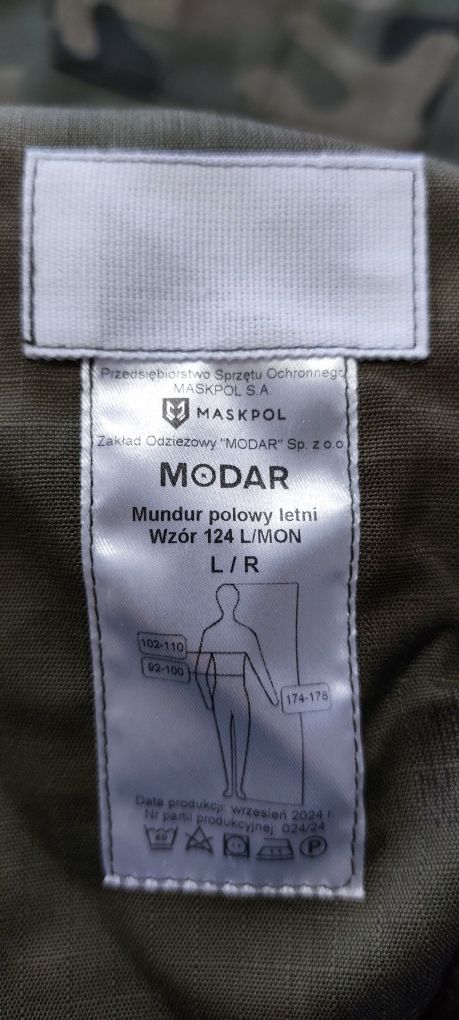 Przedsiębiorstwo Sprzętu Ochronnego
MASKPOL S.A.
MASKPOL
Zakład Odzieżowy "MODAR" Sp. z o.o.
MODAR
Mundur polowy letni
Wzór 124 L/MON
L / R
102-110
92-100
174-178
Data produkcji: wrzesień 2024 r.
Nr partii produkcyjnej: 024/24
60
P